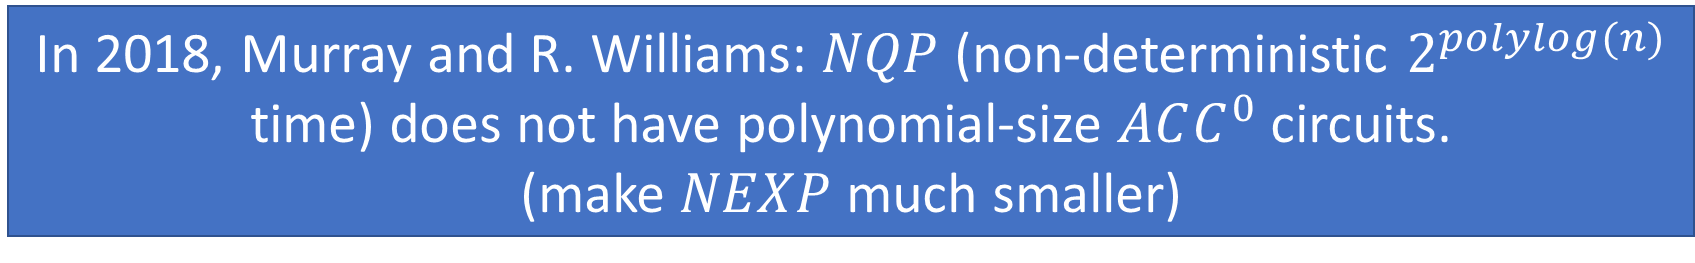 In 2018, Murray and R. Williams: NQP (non-deterministic 2^{polylog(n)}
time) does not have polynomial-size ACC^0 circuits.
(make NEXP much smaller)